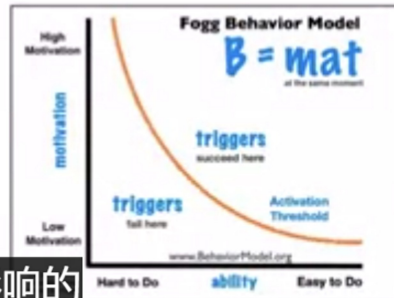 Fogg Behavior Model
B = mat
at the same moment
High
Motivation
motivation
triggers
succeed here
triggers
fail here
Activation
Threshold
Low
Motivation
www.BehaviorModel.org
Hard to Do
ability
Easy to Do
响的